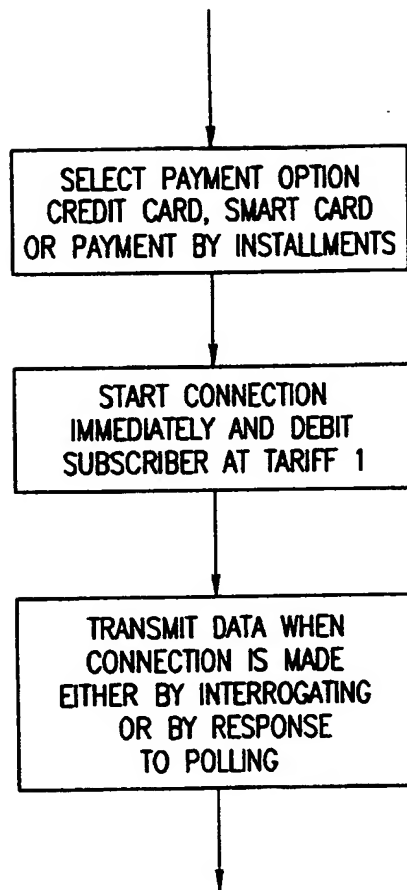 SELECT PAYMENT OPTION
CREDIT CARD, SMART CARD
OR PAYMENT BY INSTALLMENTS
START CONNECTION
IMMEDIATELY AND DEBIT
SUBSCRIBER AT TARIFF 1
TRANSMIT DATA WHEN
CONNECTION IS MADE
EITHER BY INTERROGATING
OR BY RESPONSE
TO POLLING